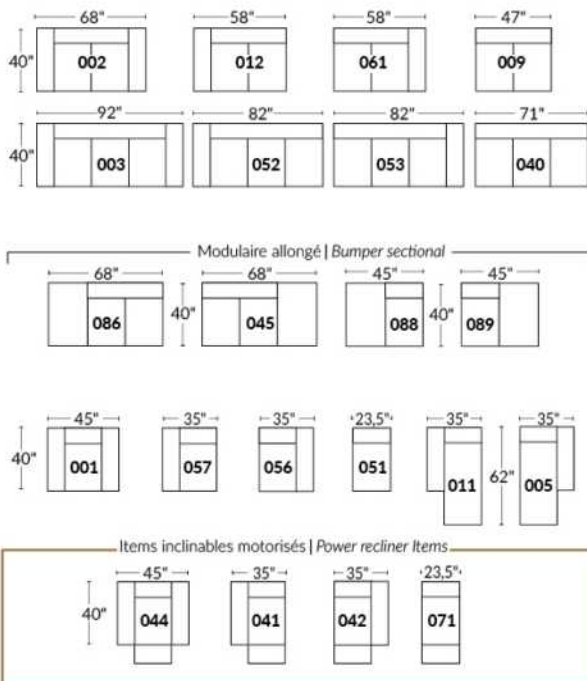 68" 58" 58" 47"
40" 002 012 061 009
92" 82" 82" 71"
40" 003 052 053 040
Modulaire allongé | Bumper sectional
68" 68" 45" 45"
086 40" 045 088 40" 089
45" 35" 35" 23,5" 35" 35"
40" 001 057 056 051 011 62" 005
Items inclinables motorisés | Power recliner Items
45" 35" 35" 23,5"
40" 044 041 042 071